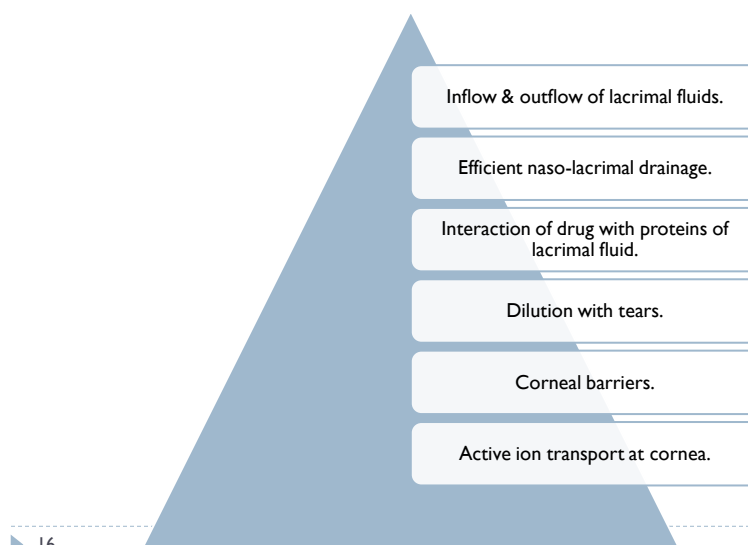 Inflow & outflow of lacrimal fluids.
Efficient naso-lacrimal drainage.
Interaction of drug with proteins of
lacrimal fluid.
Dilution with tears.
Corneal barriers.
Active ion transport at cornea.
16